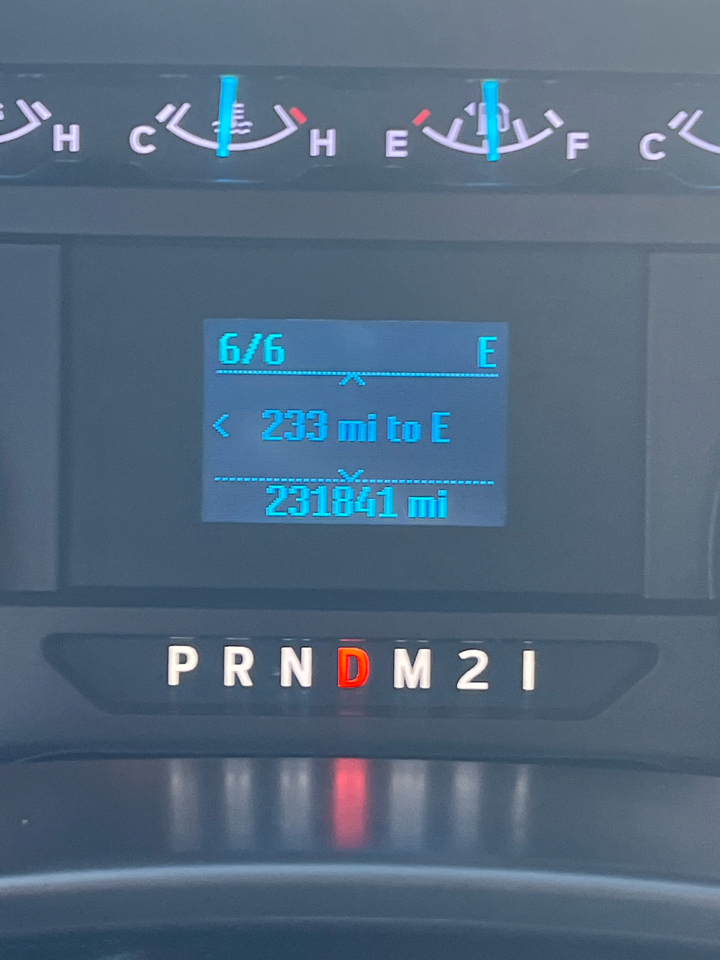 H C H E F C
6/6 E
< 233 mi to E
231841 mi
P R N D M 2 1